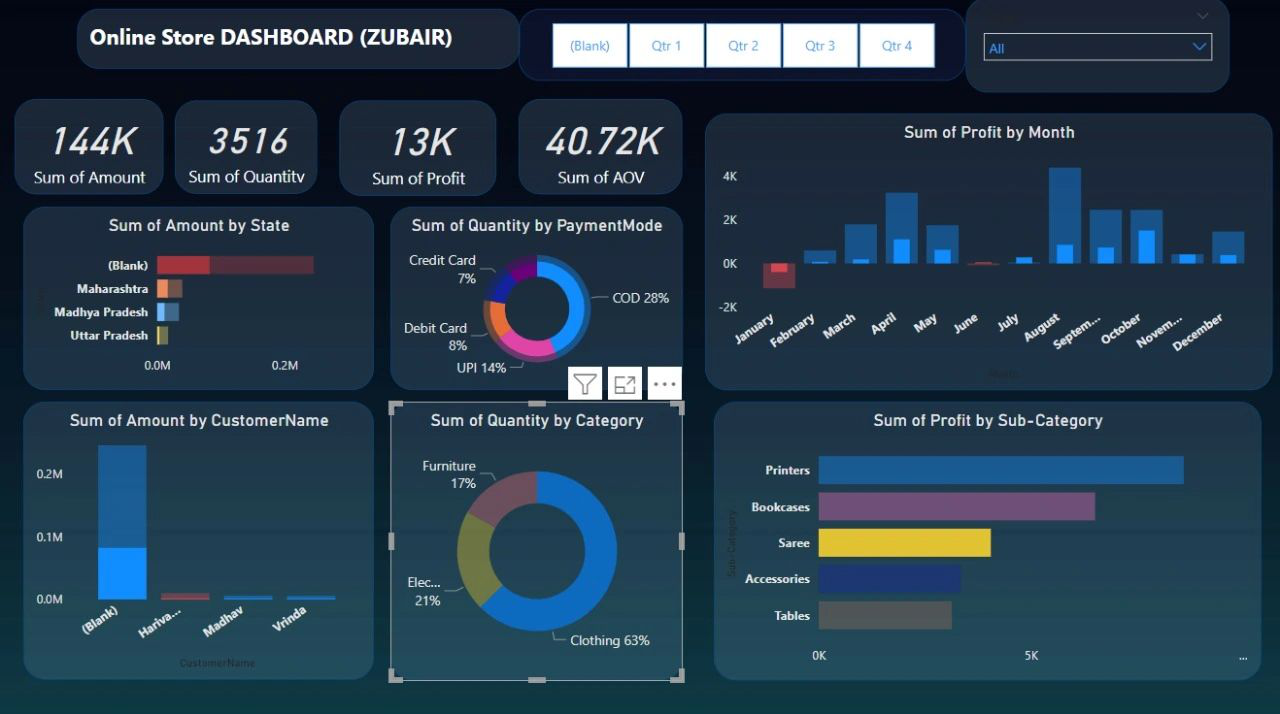 Online Store DASHBOARD (ZUBAIR)
(Blank)
Qtr 1
Qtr 2
Qtr 3
Qtr 4
All
144K
Sum of Amount
3516
Sum of Quantity
13K
Sum of Profit
40.72K
Sum of AOV
Sum of Profit by Month
4K
2K
0K
-2K
January
February
March
April
May
June
July
August
Septem...
October
Novem...
December
Month
Sum of Amount by State
(Blank)
Maharashtra
Madhya Pradesh
Uttar Pradesh
0.0M
0.2M
Sum of Quantity by PaymentMode
Credit Card
7%
COD 28%
Debit Card
8%
UPI 14%
Sum of Amount by CustomerName
0.2M
0.1M
0.0M
(Blank)
Hariva...
Madhav
Vrinda
CustomerName
Sum of Quantity by Category
Furniture
17%
Elec...
21%
Clothing 63%
Sum of Profit by Sub-Category
Sub-Category
Printers
Bookcases
Saree
Accessories
Tables
0K
5K
...